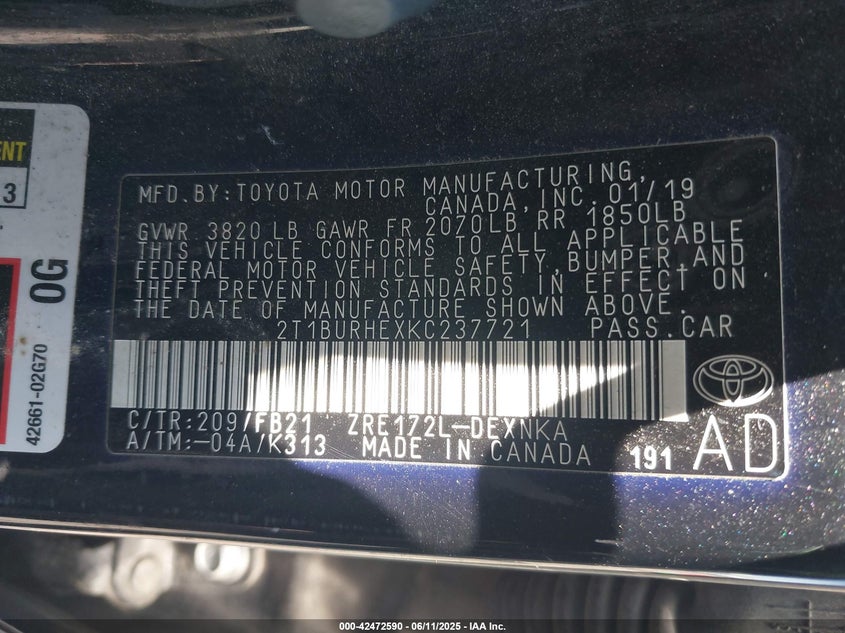 ENT
3
0G
42661-02G70
MFD.BY:TOYOTA MOTOR MANUFACTURING,
CANADA, INC. 01/19
GVWR 3820 LB GAWR FR 2070LB, RR 1850LB
THIS VEHICLE CONFORMS TO ALL APPLICABLE
FEDERAL MOTOR VEHICLE SAFETY, BUMPER, AND
THEFT PREVENTION STANDARDS IN EFFECT ON
THE DATE OF MANUFACTURE SHOWN ABOVE.
2T1BURHEXKC237721 PASS.CAR
C/TR:209/FB21 ZRE172L-DEXNKA
A/TM:-04A/K313 MADE IN CANADA 191 AD
000-42472590 - 06/11/2025 - IAA Inc.